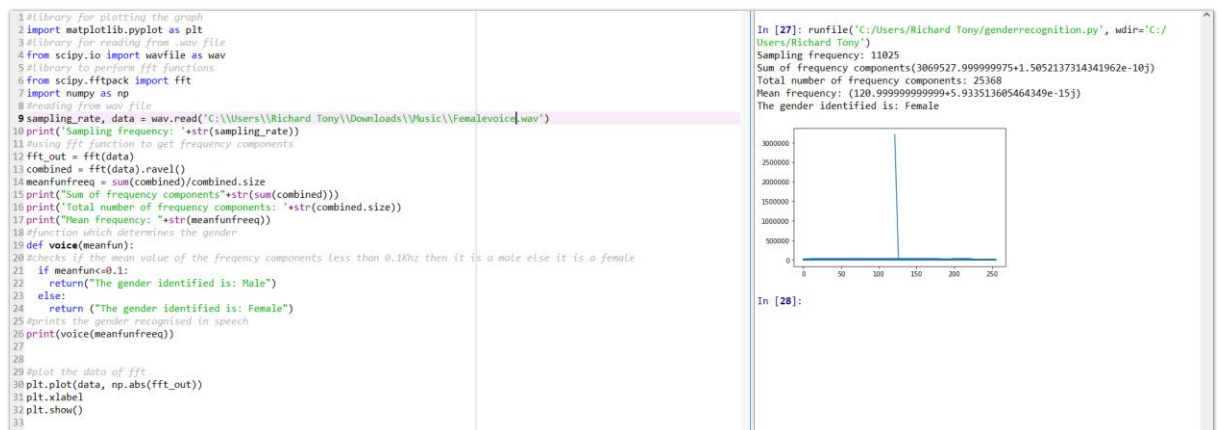 1 #library for plotting the graph
2 import matplotlib.pyplot as plt
3 #library for reading from .wav file
4 from scipy.io import wavfile as wav
5 #library to perform fft functions
6 from scipy.fftpack import fft
7 import numpy as np
8 #reading from wav file
9 sampling_rate, data = wav.read('C:\\Users\\Richard Tony\\Downloads\\Music\\Femalevoice.wav')
10 print('Sampling frequency: '+str(sampling_rate))
11 #using fft function to get frequency components
12 fft_out = fft(data)
13 combined = fft(data).ravel()
14 meanfunfreeq = sum(combined)/combined.size
15 print("Sum of frequency components"+str(sum(combined)))
16 print('Total number of frequency components: '+str(combined.size))
17 print("Mean frequency: "+str(meanfunfreeq))
18 #function which determines the gender
19 def voice(meanfun):
20 #checks if the mean value of the freqency components less than 0.1Khz then it is a male else it is a female
21 if meanfun<=0.1:
22 return("The gender identified is: Male")
23 else:
24 return ("The gender identified is: Female")
25 #prints the gender recognised in speech
26 print(voice(meanfunfreeq))
27
28
29 #plot the data of fft
30 plt.plot(data, np.abs(fft_out))
31 plt.xlabel
32 plt.show()
33
In [27]: runfile('C:/Users/Richard Tony/genderrecognition.py', wdir='C:/
Users/Richard Tony')
Sampling frequency: 11025
Sum of frequency components(3069527.999999975+1.5052137314341962e-10j)
Total number of frequency components: 25368
Mean frequency: (120.999999999999+5.933513605464349e-15j)
The gender identified is: Female
3000000
2500000
2000000
1500000
1000000
500000
0
0 50 100 150 200 250
In [28]: